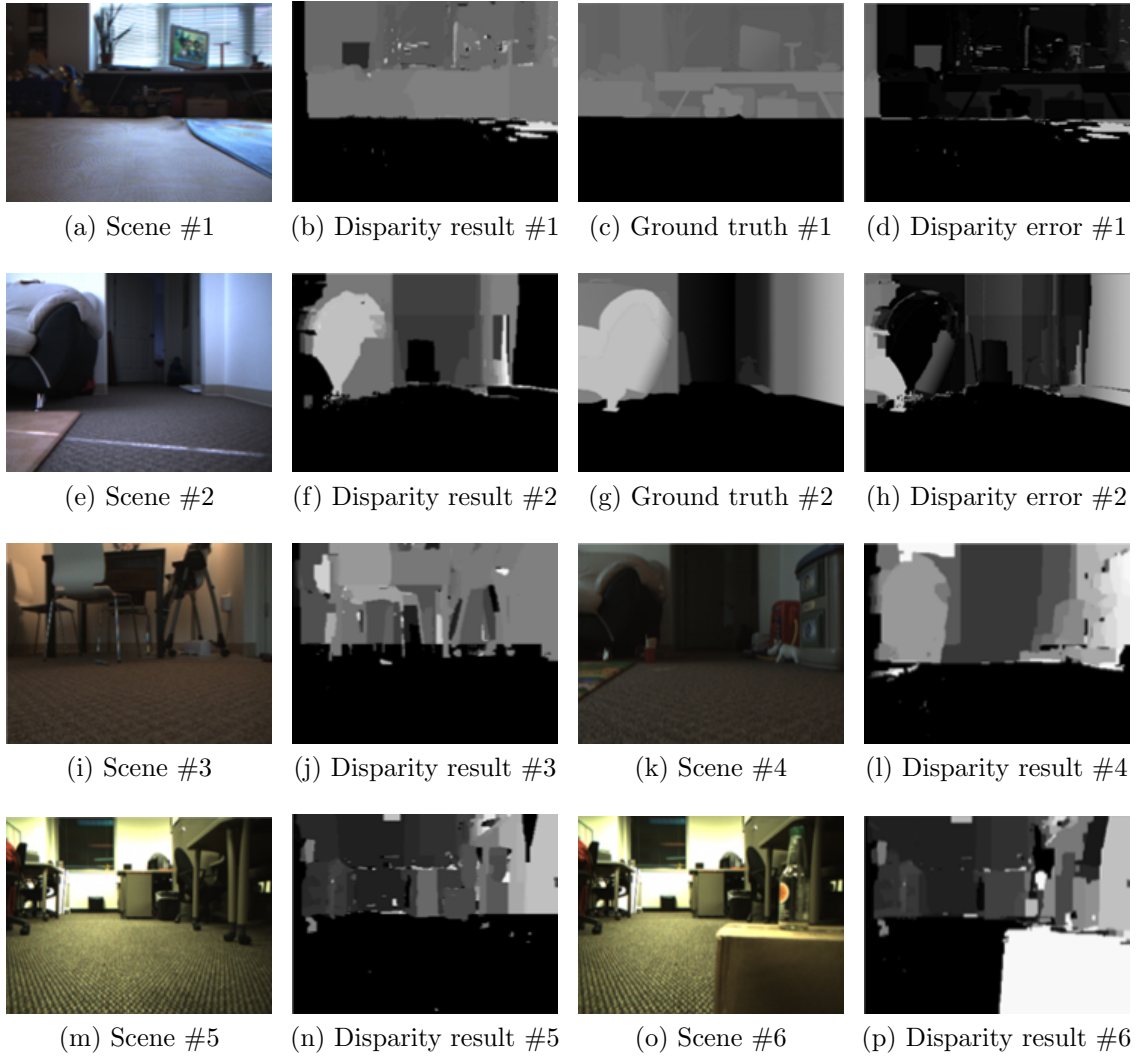 (a) Scene #1 (b) Disparity result #1 (c) Ground truth #1 (d) Disparity error #1
(e) Scene #2 (f) Disparity result #2 (g) Ground truth #2 (h) Disparity error #2
(i) Scene #3 (j) Disparity result #3 (k) Scene #4 (l) Disparity result #4
(m) Scene #5 (n) Disparity result #5 (o) Scene #6 (p) Disparity result #6